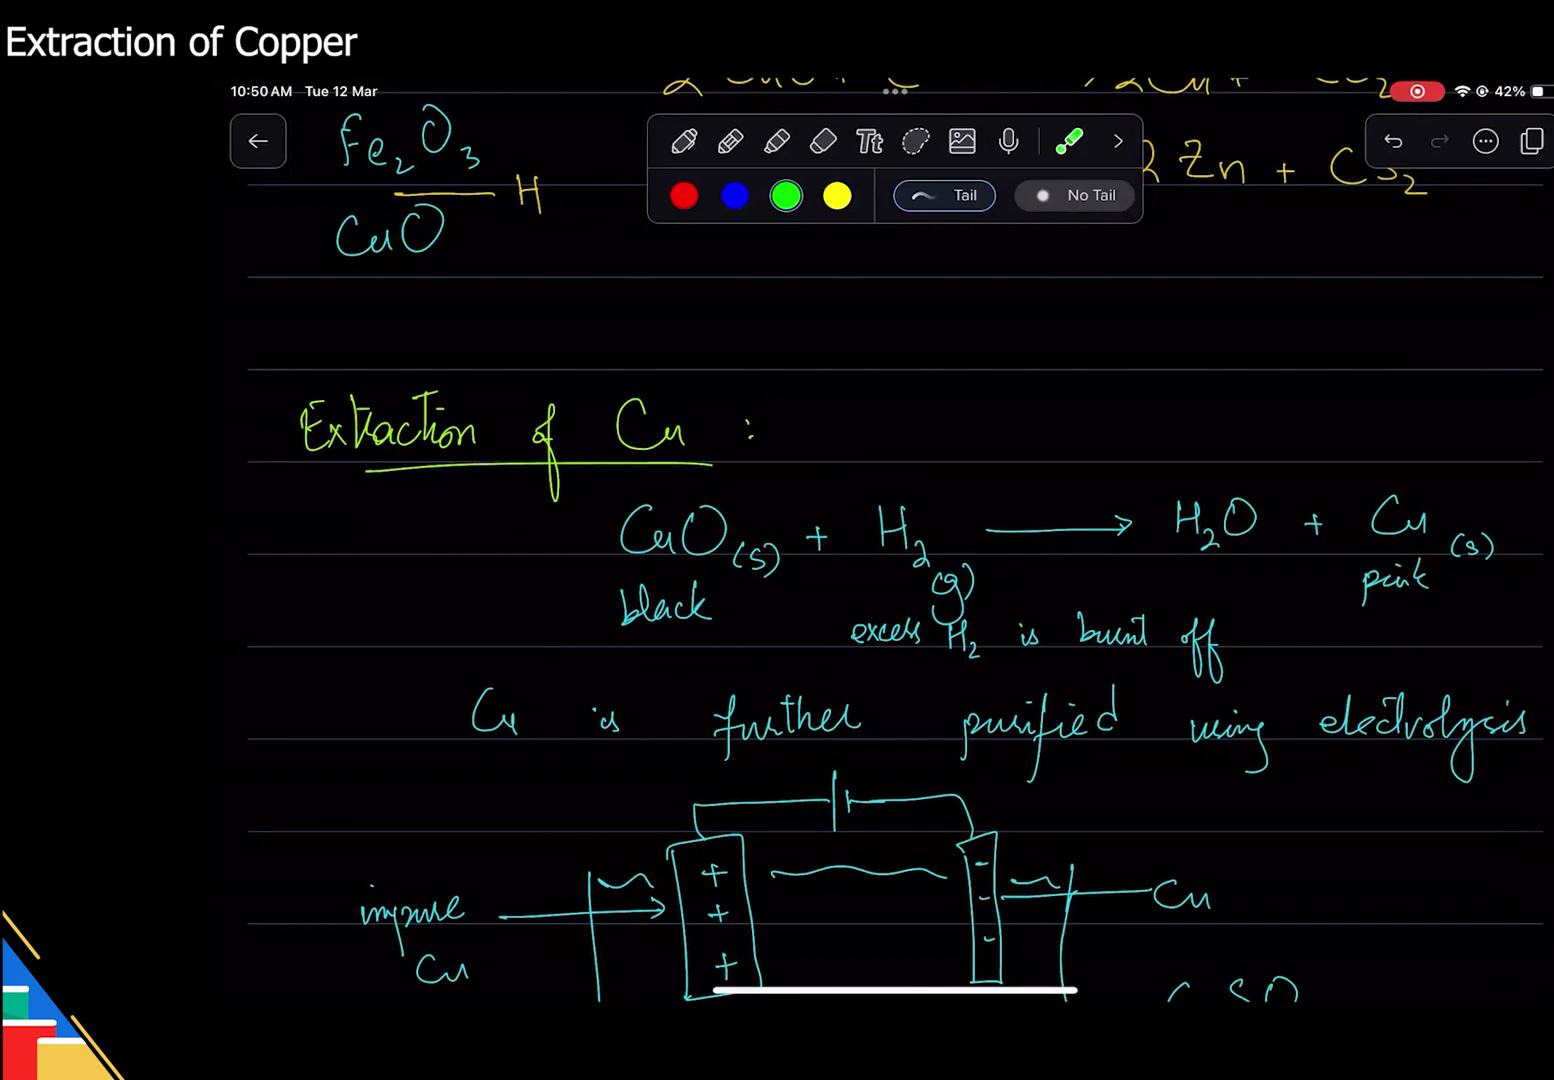 Extraction of Copper
10:50 AM Tue 12 Mar
42%
Fe₂O₃
H
CuO
Tt
Tail
No Tail
2 Zn + CO₂
Extraction of Cu :
CuO(s) + H₂(g) → H₂O + Cu(s)
black
pink
excess H₂ is burnt off
Cu is further purified using electrolysis
+
+
+
-
-
-
impure
Cu
Cu